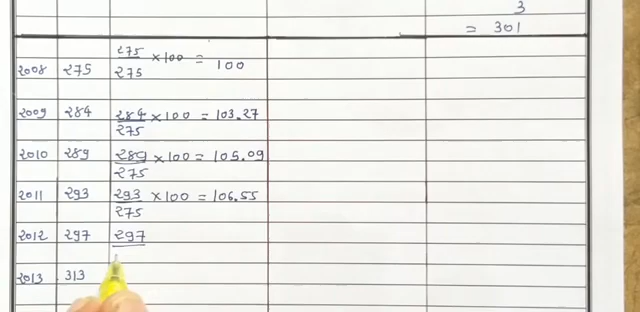 3
= 301
2008 275 275/275 × 100 = 100
2009 284 284/275 × 100 = 103.27
2010 289 289/275 × 100 = 105.09
2011 293 293/275 × 100 = 106.55
2012 297 297
2013 313